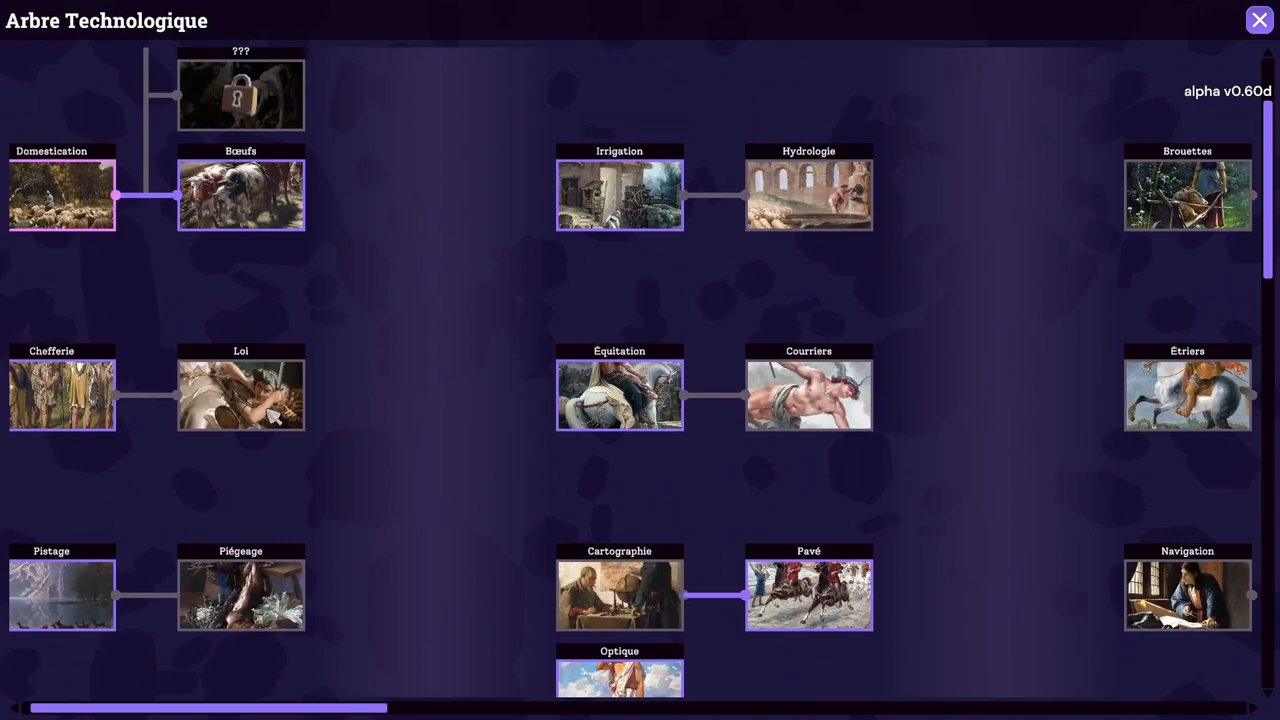 Arbre Technologique
alpha v0.60d
???
Domestication
Bœufs
Irrigation
Hydrologie
Brouettes
Chefferie
Loi
Équitation
Courriers
Étriers
Pistage
Piégeage
Cartographie
Pavé
Navigation
Optique